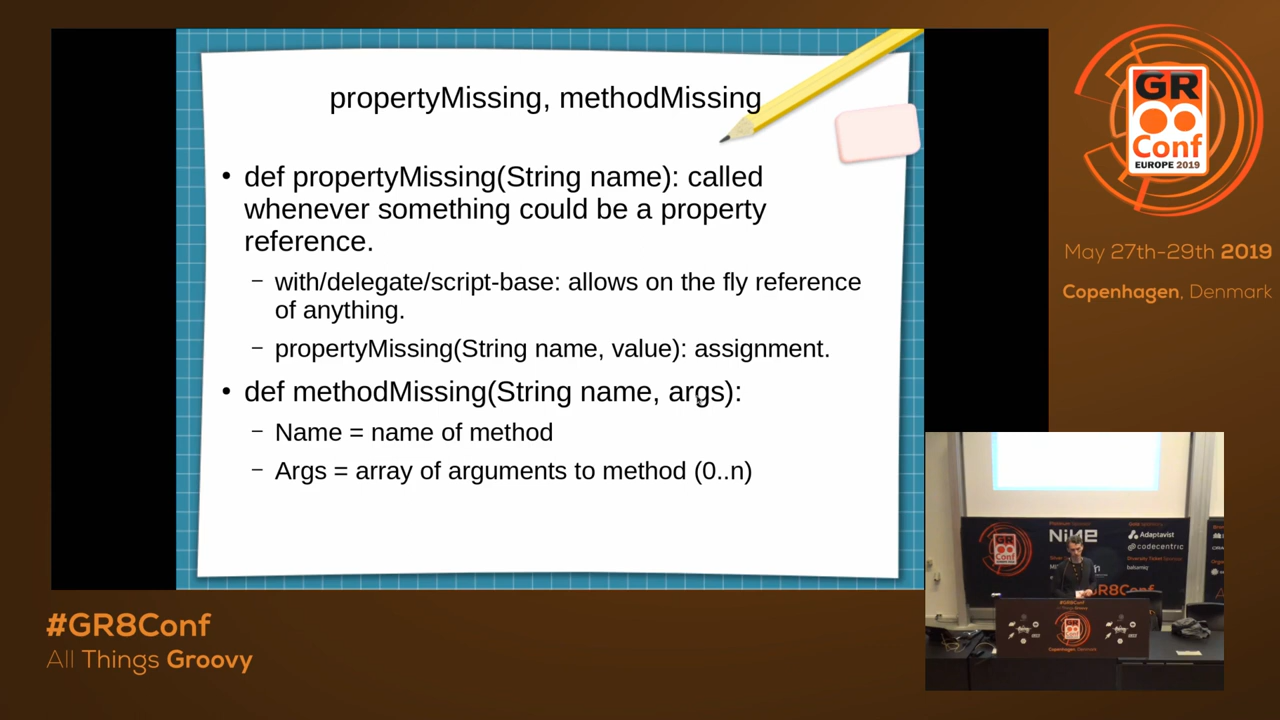 propertyMissing, methodMissing
• def propertyMissing(String name): called
whenever something could be a property
reference.
– with/delegate/script-base: allows on the fly reference
of anything.
– propertyMissing(String name, value): assignment.
• def methodMissing(String name, args):
– Name = name of method
– Args = array of arguments to method (0..n)
GR
Conf
EUROPE 2019
May 27th-29th 2019
Copenhagen, Denmark
#GR8Conf
All Things Groovy
GR
Adaptavist
codecentric